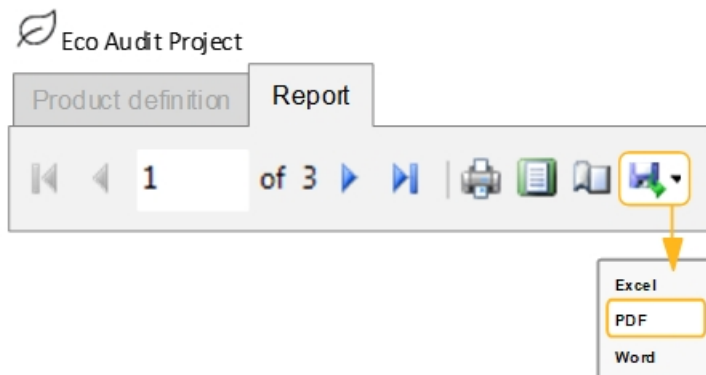 Eco Audit Project
Product definition Report
1 of 3
Excel
PDF
Word